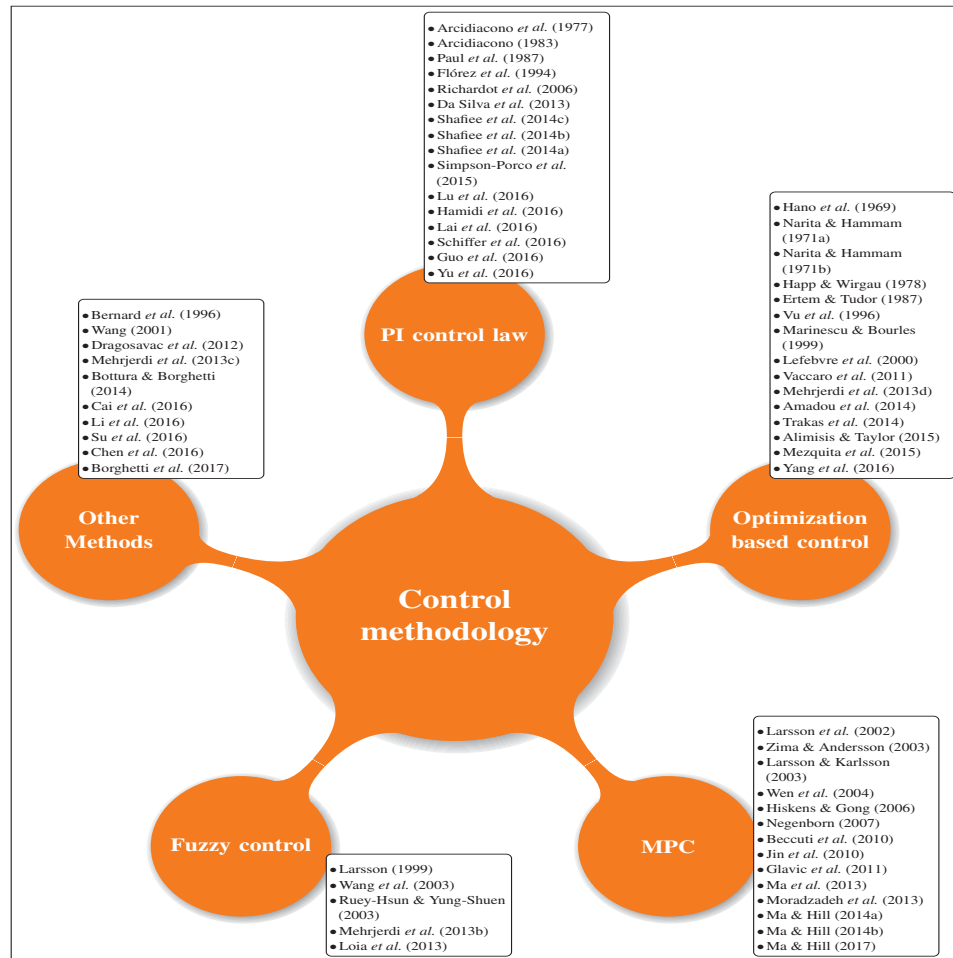 • Arcidiacono et al. (1977)
• Arcidiacono (1983)
• Paul et al. (1987)
• Flórez et al. (1994)
• Richardot et al. (2006)
• Da Silva et al. (2013)
• Shafiee et al. (2014c)
• Shafiee et al. (2014b)
• Shafiee et al. (2014a)
• Simpson-Porco et al.
(2015)
• Lu et al. (2016)
• Hamidi et al. (2016)
• Lai et al. (2016)
• Schiffer et al. (2016)
• Guo et al. (2016)
• Yu et al. (2016)
PI control law
• Hano et al. (1969)
• Narita & Hammam
(1971a)
• Narita & Hammam
(1971b)
• Happ & Wirgau (1978)
• Ertem & Tudor (1987)
• Vu et al. (1996)
• Marinescu & Bourles
(1999)
• Lefebvre et al. (2000)
• Vaccaro et al. (2011)
• Mehrjerdi et al. (2013d)
• Amadou et al. (2014)
• Trakas et al. (2014)
• Alimisis & Taylor (2015)
• Mezquita et al. (2015)
• Yang et al. (2016)
Optimization
based control
• Bernard et al. (1996)
• Wang (2001)
• Dragosavac et al. (2012)
• Mehrjerdi et al. (2013c)
• Bottura & Borghetti
(2014)
• Cai et al. (2016)
• Li et al. (2016)
• Su et al. (2016)
• Chen et al. (2016)
• Borghetti et al. (2017)
Other
Methods
Control
methodology
Fuzzy control
• Larsson (1999)
• Wang et al. (2003)
• Ruey-Hsun & Yung-Shuen
(2003)
• Mehrjerdi et al. (2013b)
• Loia et al. (2013)
MPC
• Larsson et al. (2002)
• Zima & Andersson (2003)
• Larsson & Karlsson
(2003)
• Wen et al. (2004)
• Hiskens & Gong (2006)
• Negenborn (2007)
• Beccuti et al. (2010)
• Jin et al. (2010)
• Glavic et al. (2011)
• Ma et al. (2013)
• Moradzadeh et al. (2013)
• Ma & Hill (2014a)
• Ma & Hill (2014b)
• Ma & Hill (2017)